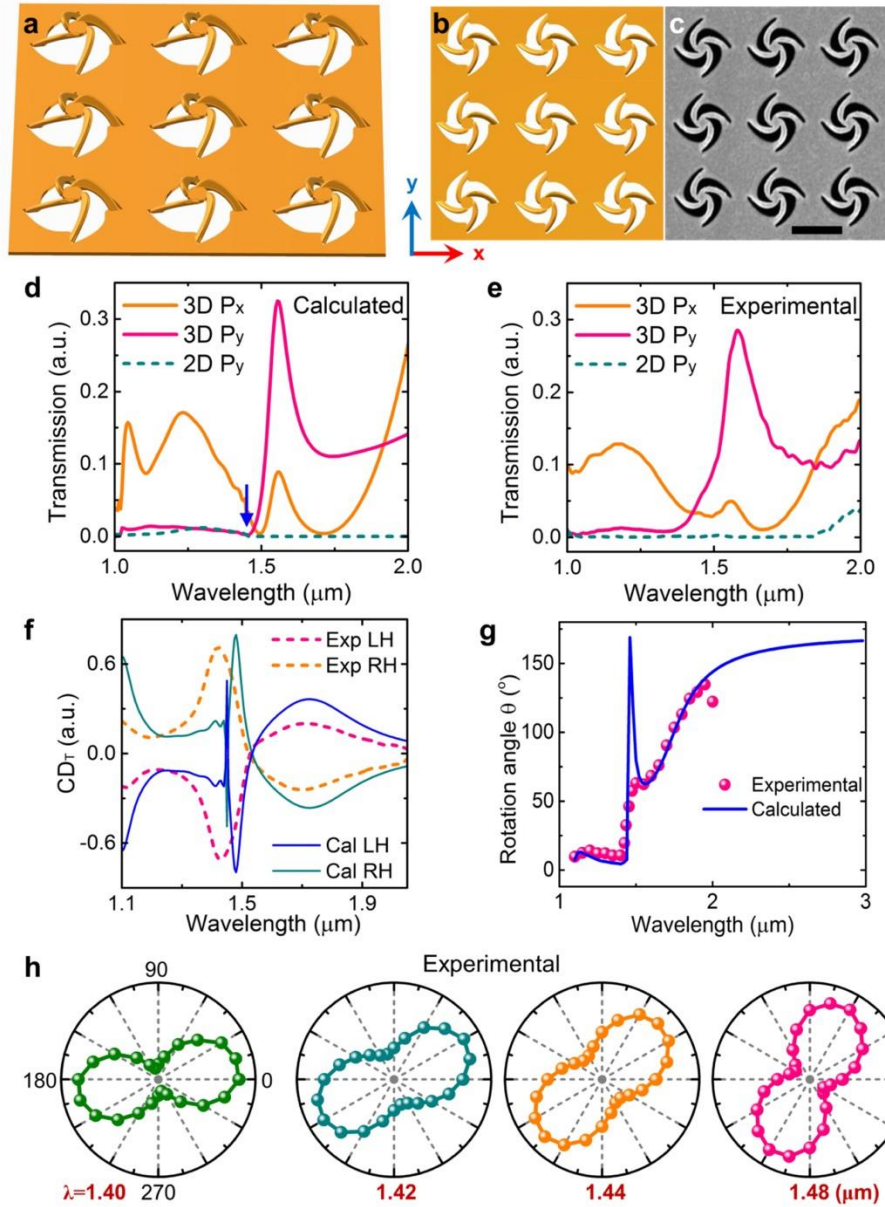 a
b
c
y
x
d
3D Px
Calculated
3D Py
2D Py
0.3
0.2
0.1
0.0
Transmission (a.u.)
1.0
1.5
2.0
Wavelength (μm)
e
3D Px
Experimental
3D Py
2D Py
0.3
0.2
0.1
0.0
Transmission (a.u.)
1.0
1.5
2.0
Wavelength (μm)
f
Exp LH
Exp RH
0.6
0.0
-0.6
CDT (a.u.)
Cal LH
Cal RH
1.1
1.5
1.9
Wavelength (μm)
g
150
100
50
0
Rotation angle θ (°)
Experimental
Calculated
1
2
3
Wavelength (μm)
h
Experimental
90
180
0
270
λ=1.40
1.42
1.44
1.48 (μm)